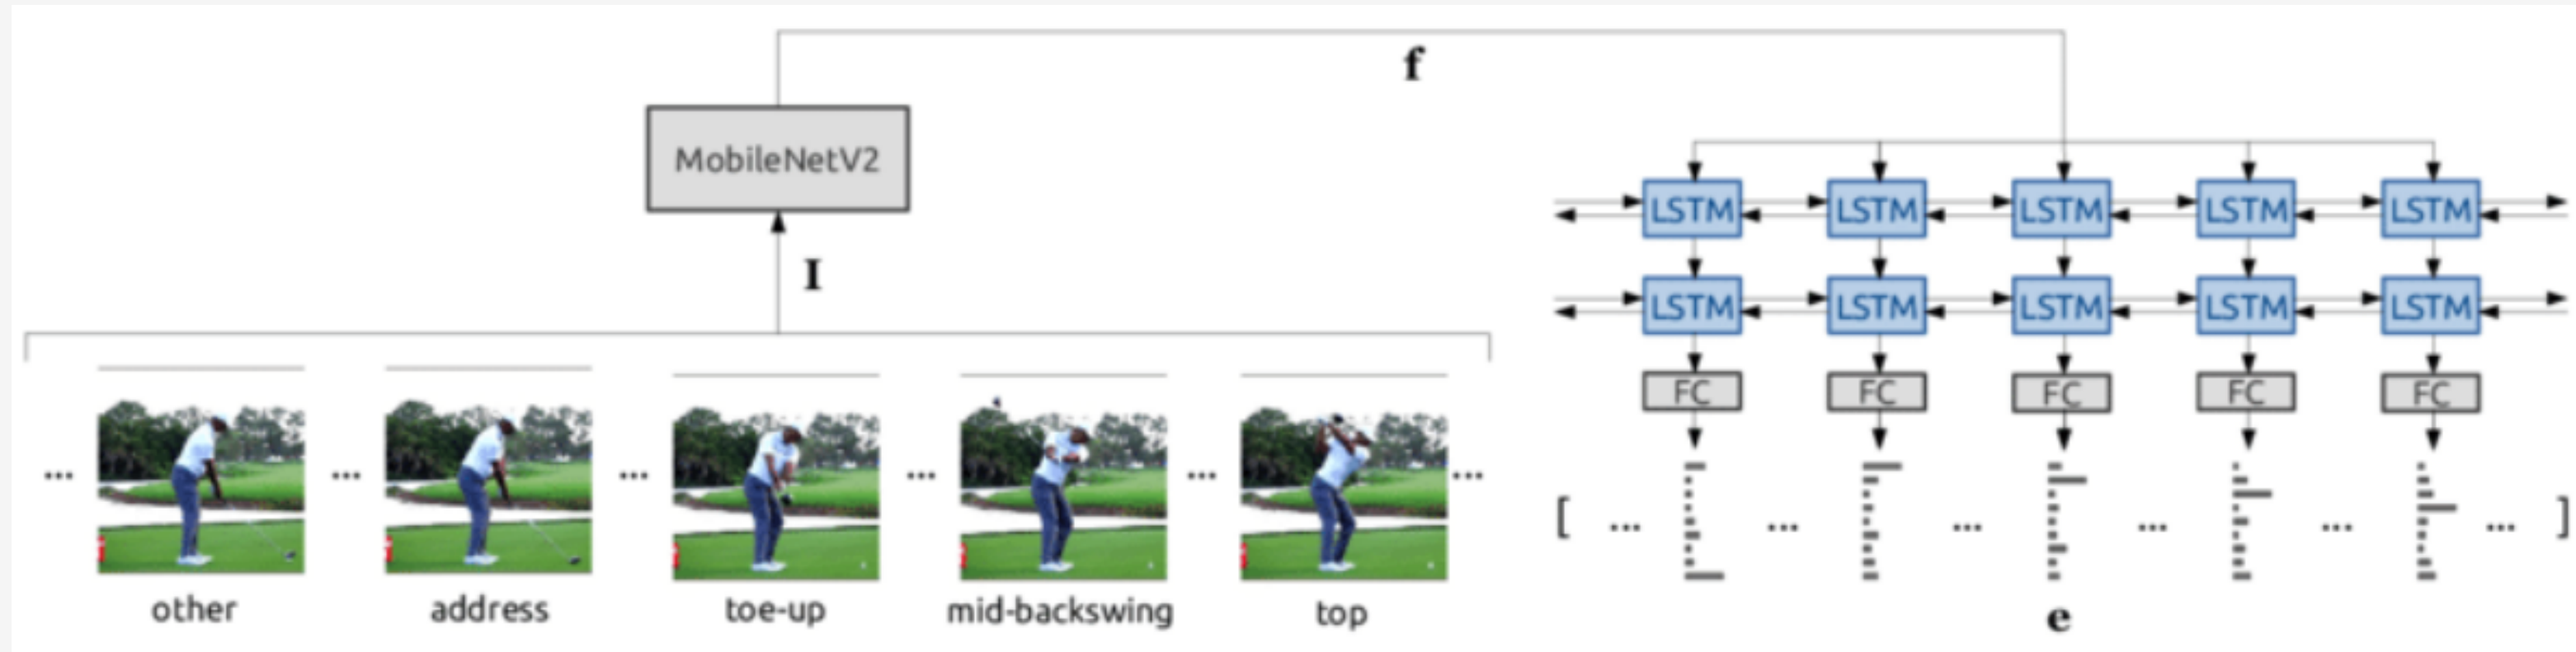 f
MobileNetV2
I
LSTM LSTM LSTM LSTM LSTM
LSTM LSTM LSTM LSTM LSTM
FC FC FC FC FC
... ... ... ... ... ...
[ ... ... ... ... ... ... ]
other address toe-up mid-backswing top
e